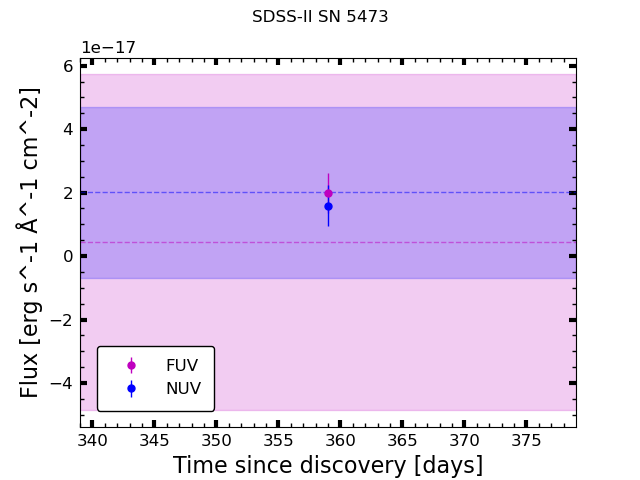 SDSS-II SN 5473
1e−17
6
4
2
0
−2
−4
Flux [erg s^-1 Å^-1 cm^-2]
FUV
NUV
340 345 350 355 360 365 370 375
Time since discovery [days]